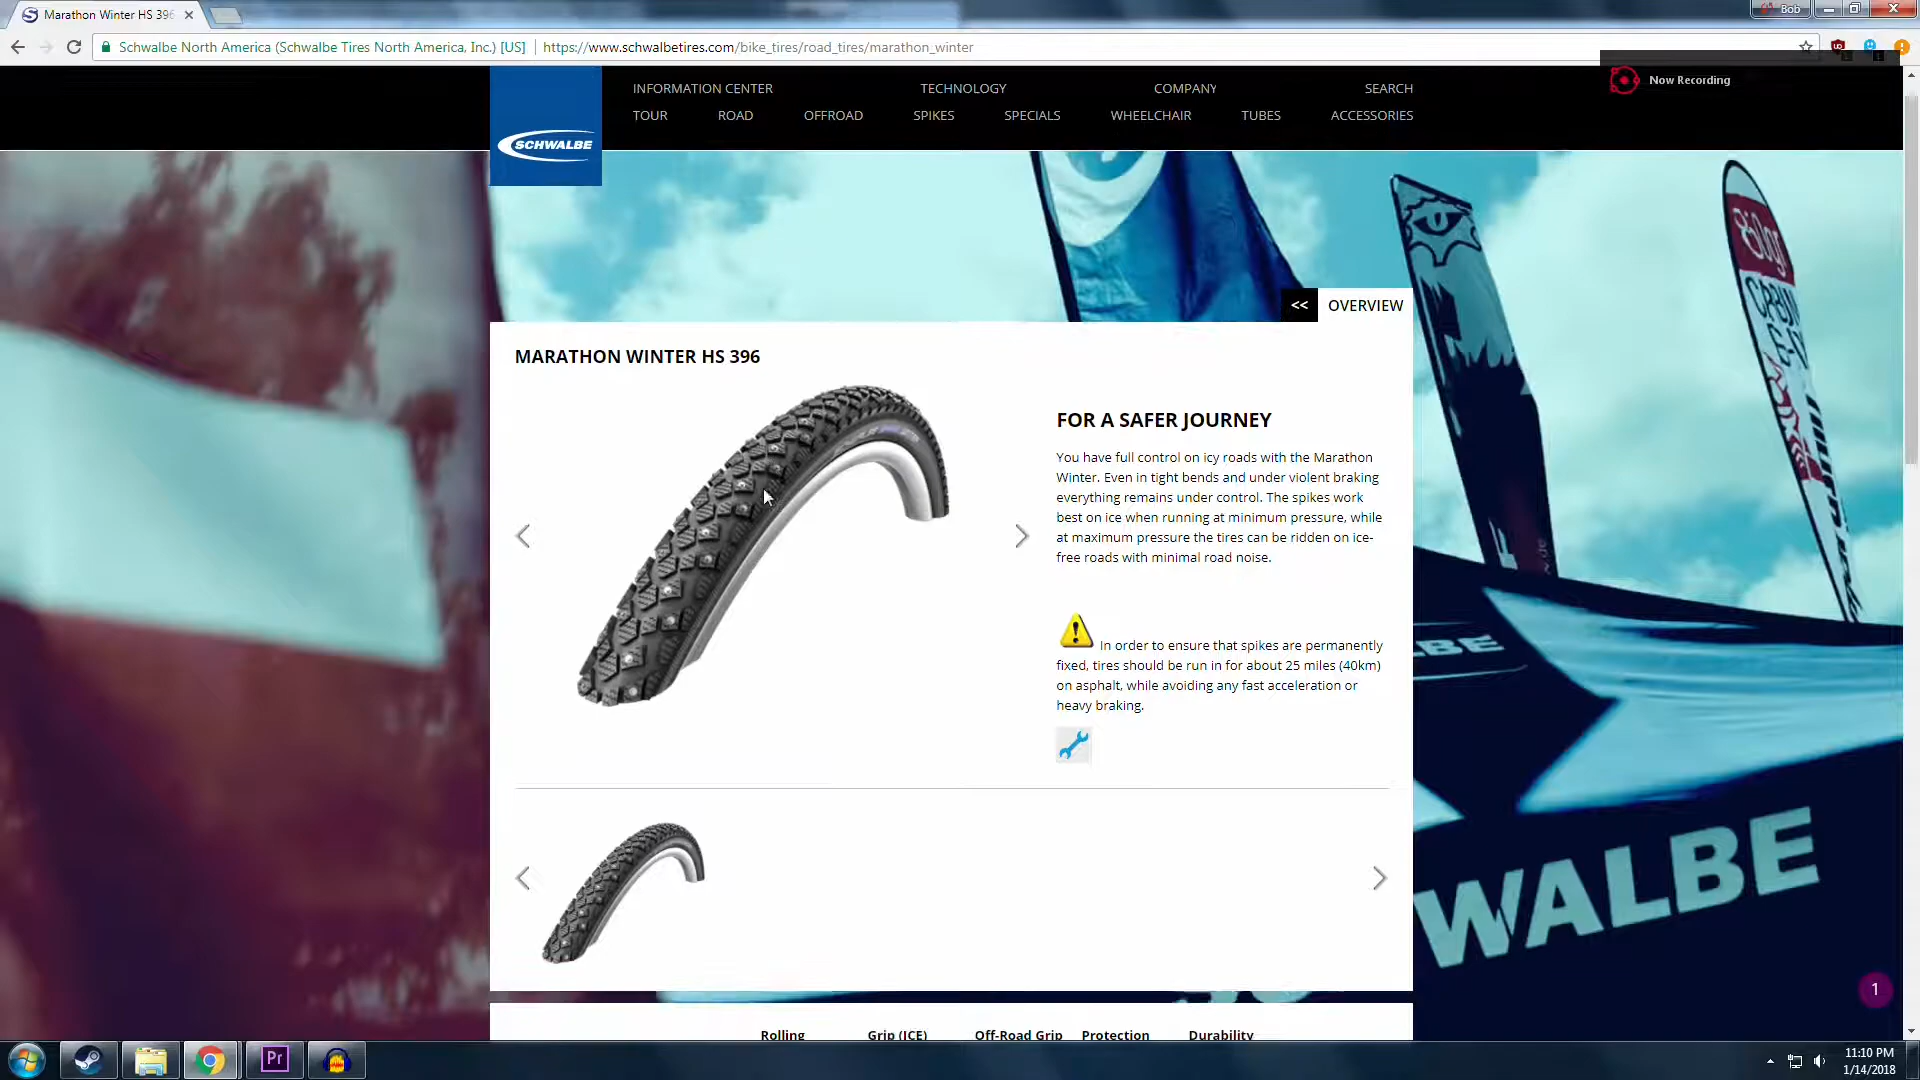 Marathon Winter HS 396
Bob
Schwalbe North America (Schwalbe Tires North America, Inc.) [US]
https://www.schwalbetires.com/bike_tires/road_tires/marathon_winter
Now Recording
INFORMATION CENTER TECHNOLOGY COMPANY SEARCH
TOUR ROAD OFFROAD SPIKES SPECIALS WHEELCHAIR TUBES ACCESSORIES
SCHWALBE
<< OVERVIEW
MARATHON WINTER HS 396
FOR A SAFER JOURNEY
You have full control on icy roads with the Marathon
Winter. Even in tight bends and under violent braking
everything remains under control. The spikes work
best on ice when running at minimum pressure, while
at maximum pressure the tires can be ridden on ice-
free roads with minimal road noise.
In order to ensure that spikes are permanently
fixed, tires should be run in for about 25 miles (40km)
on asphalt, while avoiding any fast acceleration or
heavy braking.
LBE
WALBE
1
Rolling Grip (ICE) Off-Road Grip Protection Durability
Pr
11:10 PM
1/14/2018